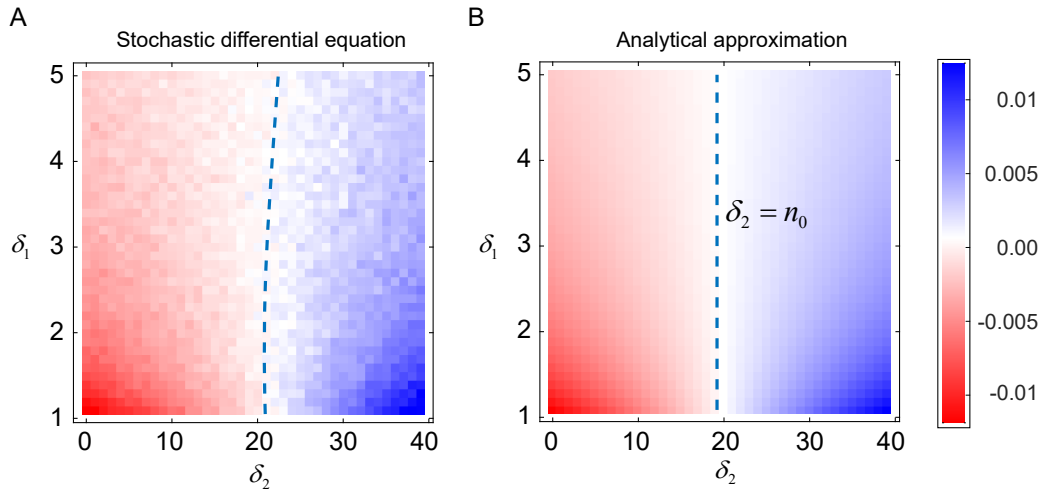 A
Stochastic differential equation
5
4
3
2
1
δ₁
0
10
20
30
40
δ₂
B
Analytical approximation
5
4
3
2
1
δ₁
δ₂ = n₀
0
10
20
30
40
δ₂
0.01
0.005
0.00
-0.005
-0.01